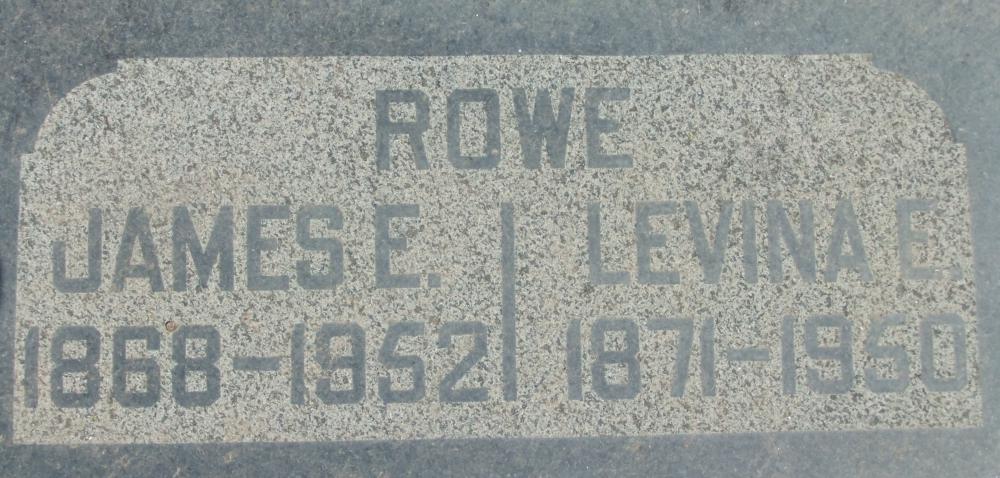 ROWE
JAMES E. LEVINA E.
1868-1952 1871-1950